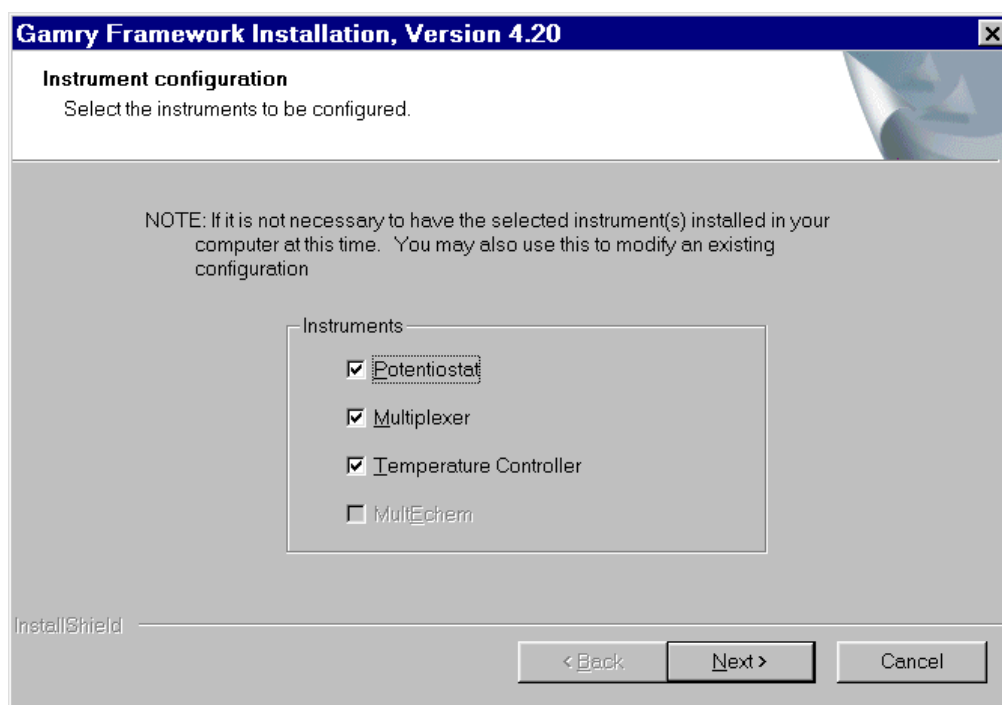 Gamry Framework Installation, Version 4.20
Instrument configuration
Select the instruments to be configured.
NOTE: If it is not necessary to have the selected instrument(s) installed in your
computer at this time. You may also use this to modify an existing
configuration
Instruments
Potentiostat
Multiplexer
Temperature Controller
MultEchem
InstallShield
< Back
Next >
Cancel